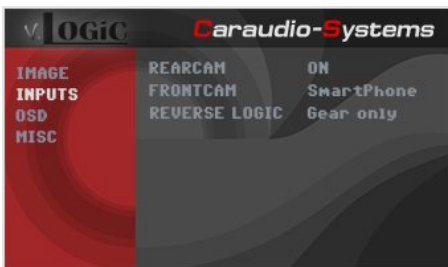 v.LOGiC Caraudio-Systems
IMAGE
INPUTS
OSD
MISC
REARCAM ON
FRONTCAM SmartPhone
REVERSE LOGIC Gear only